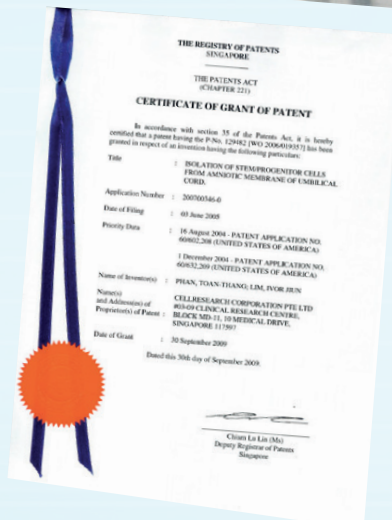 THE REGISTRY OF PATENTS
SINGAPORE
THE PATENTS ACT
(CHAPTER 221)
CERTIFICATE OF GRANT OF PATENT
In accordance with section 35 of the Patents Act, it is hereby
certified that a patent having the P-No. 129482 [WO 2006/019357] has been
granted in respect of an invention having the following particulars:
Title : ISOLATION OF STEM/PROGENITOR CELLS
FROM AMNIOTIC MEMBRANE OF UMBILICAL
CORD.
Application Number : 200700546-0
Date of Filing : 03 June 2005
Priority Data : 16 August 2004 - PATENT APPLICATION NO.
60/602,208 (UNITED STATES OF AMERICA)
1 December 2004 - PATENT APPLICATION NO.
60/632,209 (UNITED STATES OF AMERICA)
Name of Inventor(s) : PHAN, TOAN-THANG; LIM, IVOR JIUN
Name(s)
and Address(es) of
Proprietor(s) of Patent : CELLRESEARCH CORPORATION PTE LTD
#03-09 CLINICAL RESEARCH CENTRE,
BLOCK MD-11, 10 MEDICAL DRIVE,
SINGAPORE 117597
Date of Grant : 30 September 2009
Dated this 30th day of September 2009.
Chiam Lu Lin (Ms)
Deputy Registrar of Patents
Singapore